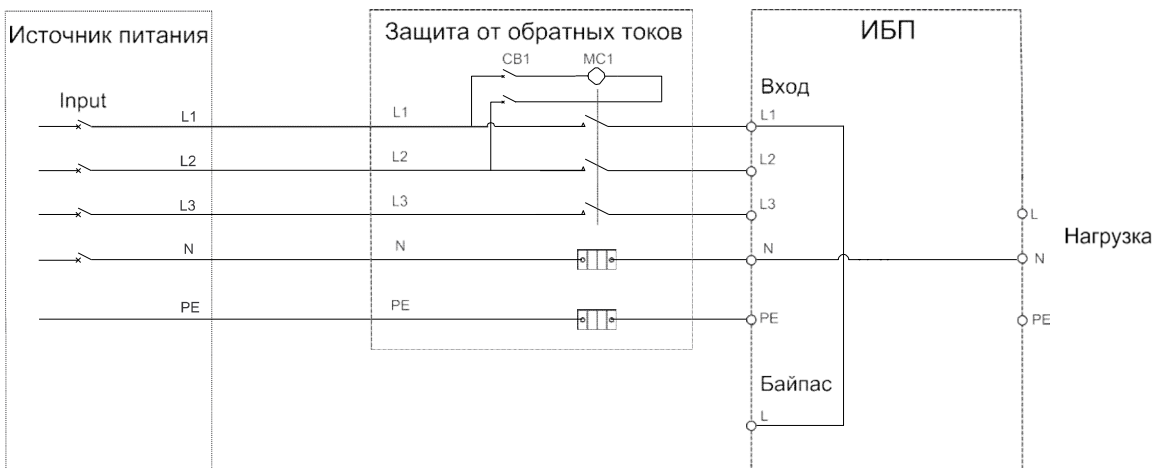 Источник питания
Input
L1
L2
L3
N
PE
Защита от обратных токов
CB1
MC1
L1
L2
L3
N
PE
ИБП
Вход
L1
L2
L3
N
PE
Байпас
L
L
N
PE
Нагрузка